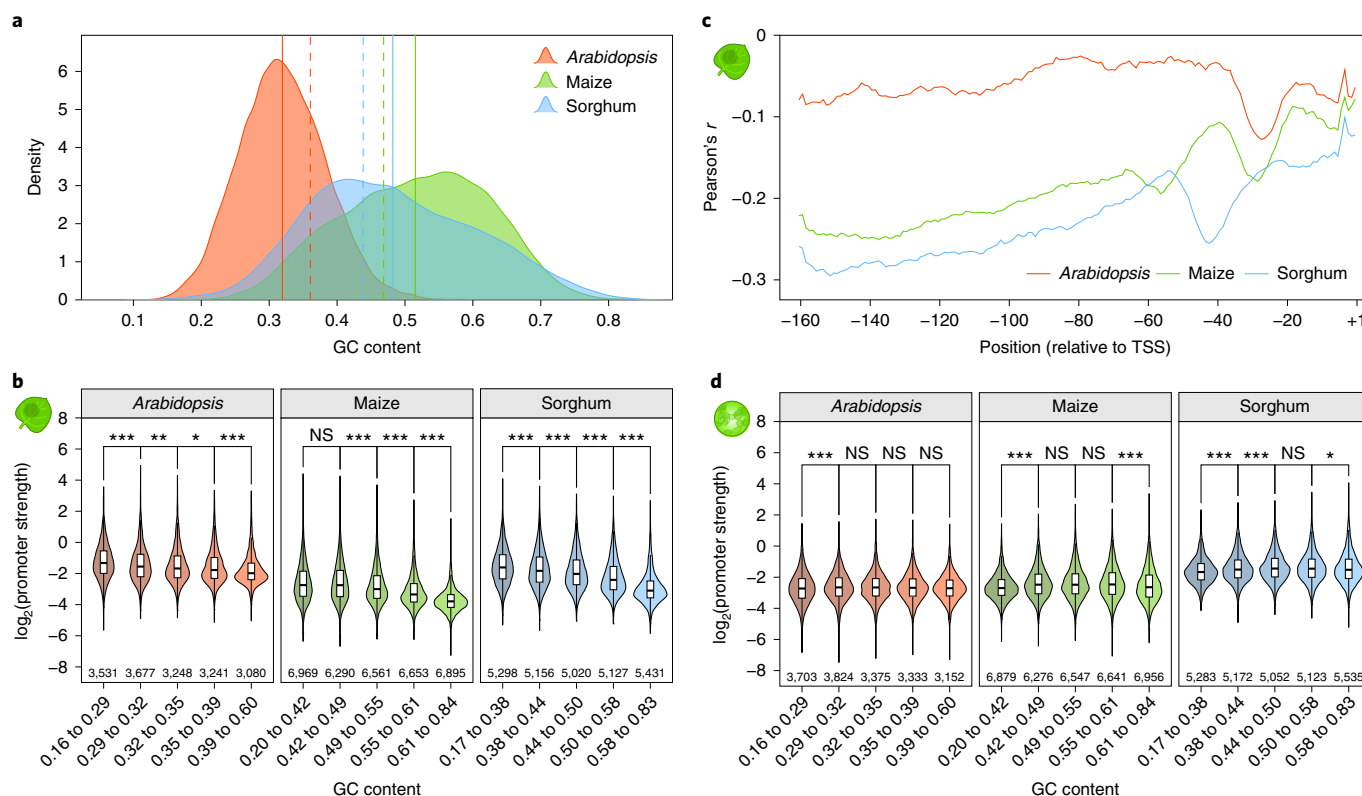 a
Density
6
5
4
3
2
1
0
0.1 0.2 0.3 0.4 0.5 0.6 0.7 0.8
GC content
Arabidopsis
Maize
Sorghum
c
Pearson's r
0
−0.1
−0.2
−0.3
Arabidopsis Maize Sorghum
−160 −140 −120 −100 −80 −60 −40 −20 +1
Position (relative to TSS)
b
log2(promoter strength)
8
6
4
2
0
−2
−4
−6
−8
Arabidopsis Maize Sorghum
*** ** * *** NS *** *** *** *** *** *** ***
3,531 3,677 3,248 3,241 3,080 6,969 6,290 6,561 6,653 6,895 5,298 5,156 5,020 5,127 5,431
0.16 to 0.29 0.29 to 0.32 0.32 to 0.35 0.35 to 0.39 0.39 to 0.60 0.20 to 0.42 0.42 to 0.49 0.49 to 0.55 0.55 to 0.61 0.61 to 0.84 0.17 to 0.38 0.38 to 0.44 0.44 to 0.50 0.50 to 0.58 0.58 to 0.83
GC content
d
log2(promoter strength)
8
6
4
2
0
−2
−4
−6
−8
Arabidopsis Maize Sorghum
*** NS NS NS *** NS NS *** *** *** NS *
3,703 3,824 3,375 3,333 3,152 6,879 6,276 6,547 6,641 6,956 5,283 5,172 5,052 5,123 5,535
0.16 to 0.29 0.29 to 0.32 0.32 to 0.35 0.35 to 0.39 0.39 to 0.60 0.20 to 0.42 0.42 to 0.49 0.49 to 0.55 0.55 to 0.61 0.61 to 0.84 0.17 to 0.38 0.38 to 0.44 0.44 to 0.50 0.50 to 0.58 0.58 to 0.83
GC content